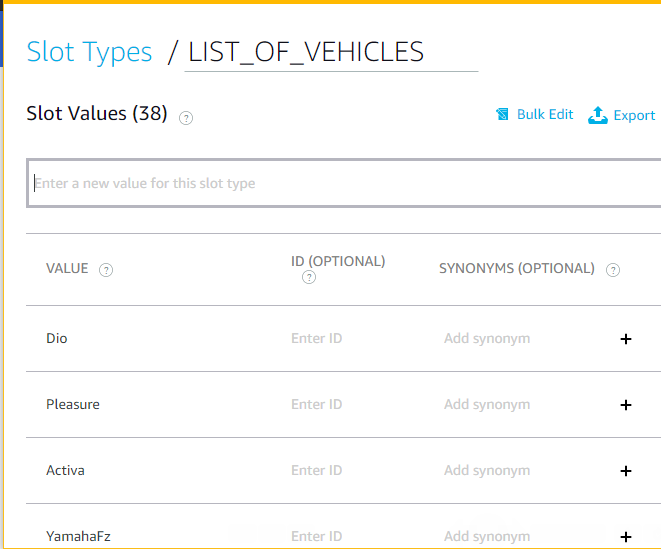 Slot Types / LIST_OF_VEHICLES
Slot Values (38) ?
Bulk Edit Export
Enter a new value for this slot type
VALUE ? ID (OPTIONAL) ? SYNONYMS (OPTIONAL) ?
Dio Enter ID Add synonym +
Pleasure Enter ID Add synonym +
Activa Enter ID Add synonym +
YamahaFz Enter ID Add synonym +